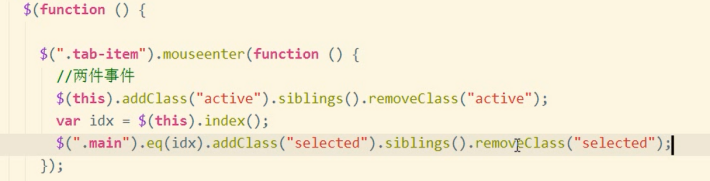 $(function () {
$(".tab-item").mouseenter(function () {
//两件事件
$(this).addClass("active").siblings().removeClass("active");
var idx = $(this).index();
$(".main").eq(idx).addClass("selected").siblings().removeClass("selected");
});